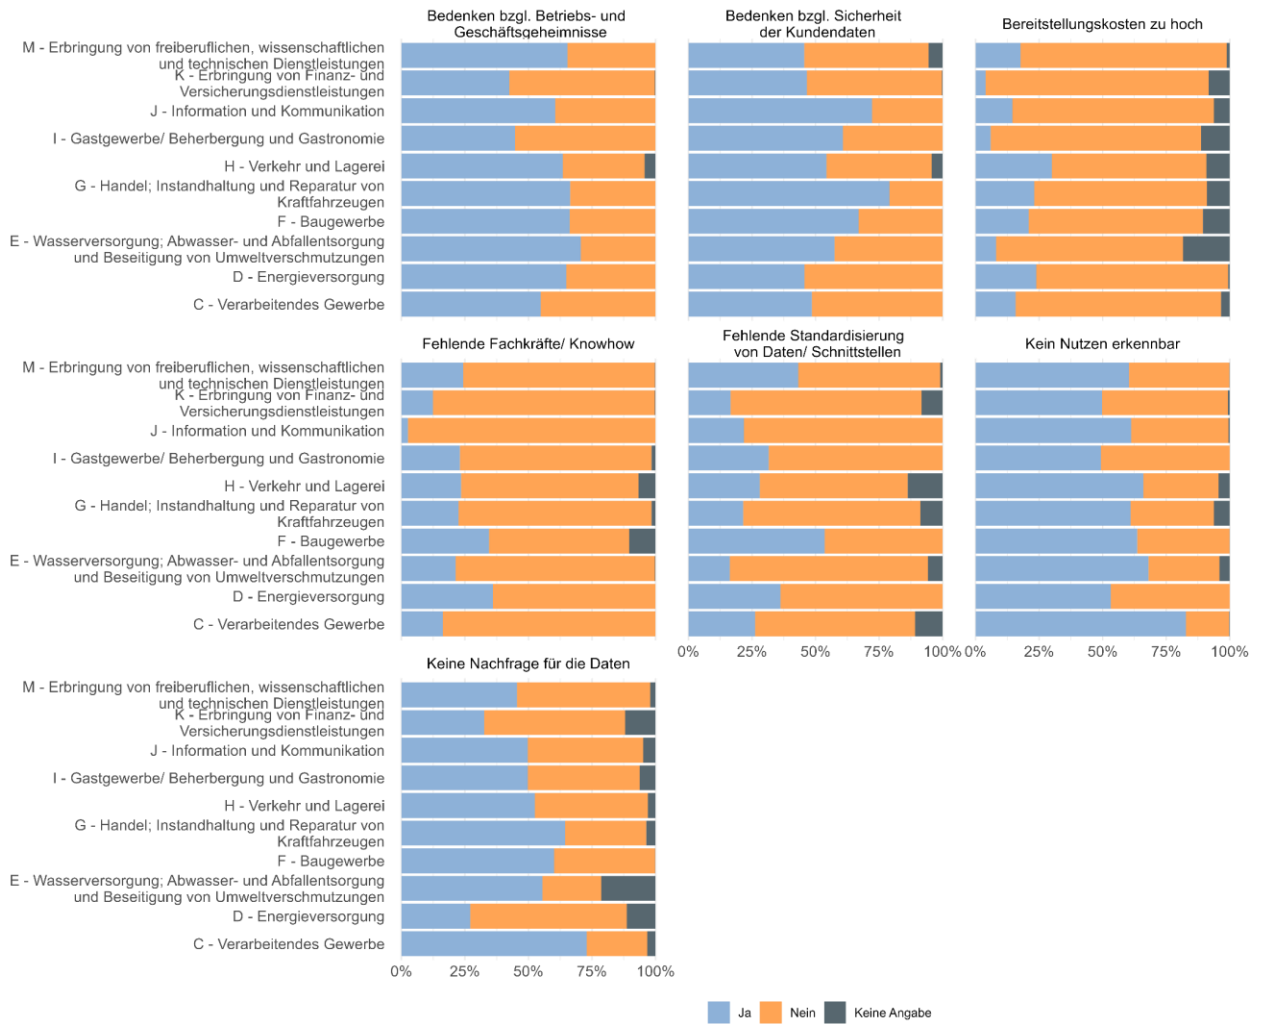 Bedenken bzgl. Betriebs- und
Geschäftsgeheimnisse
Bedenken bzgl. Sicherheit
der Kundendaten
Bereitstellungskosten zu hoch
M - Erbringung von freiberuflichen, wissenschaftlichen
und technischen Dienstleistungen
K - Erbringung von Finanz- und
Versicherungsdienstleistungen
J - Information und Kommunikation
I - Gastgewerbe/ Beherbergung und Gastronomie
H - Verkehr und Lagerei
G - Handel; Instandhaltung und Reparatur von
Kraftfahrzeugen
F - Baugewerbe
E - Wasserversorgung; Abwasser- und Abfallentsorgung
und Beseitigung von Umweltverschmutzungen
D - Energieversorgung
C - Verarbeitendes Gewerbe
Fehlende Fachkräfte/ Knowhow
Fehlende Standardisierung
von Daten/ Schnittstellen
Kein Nutzen erkennbar
M - Erbringung von freiberuflichen, wissenschaftlichen
und technischen Dienstleistungen
K - Erbringung von Finanz- und
Versicherungsdienstleistungen
J - Information und Kommunikation
I - Gastgewerbe/ Beherbergung und Gastronomie
H - Verkehr und Lagerei
G - Handel; Instandhaltung und Reparatur von
Kraftfahrzeugen
F - Baugewerbe
E - Wasserversorgung; Abwasser- und Abfallentsorgung
und Beseitigung von Umweltverschmutzungen
D - Energieversorgung
C - Verarbeitendes Gewerbe
0% 25% 50% 75% 100% 0% 25% 50% 75% 100%
Keine Nachfrage für die Daten
M - Erbringung von freiberuflichen, wissenschaftlichen
und technischen Dienstleistungen
K - Erbringung von Finanz- und
Versicherungsdienstleistungen
J - Information und Kommunikation
I - Gastgewerbe/ Beherbergung und Gastronomie
H - Verkehr und Lagerei
G - Handel; Instandhaltung und Reparatur von
Kraftfahrzeugen
F - Baugewerbe
E - Wasserversorgung; Abwasser- und Abfallentsorgung
und Beseitigung von Umweltverschmutzungen
D - Energieversorgung
C - Verarbeitendes Gewerbe
0% 25% 50% 75% 100%
Ja Nein Keine Angabe